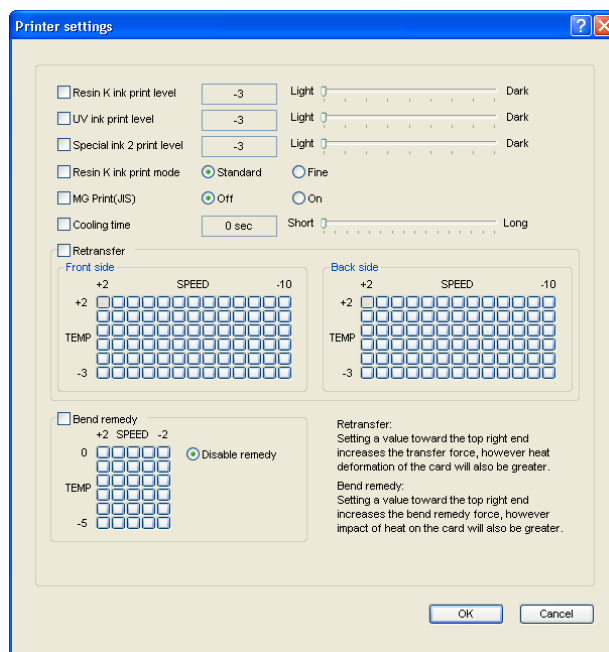 Printer settings
Resin K ink print level -3 Light Dark
UV ink print level -3 Light Dark
Special ink 2 print level -3 Light Dark
Resin K ink print mode Standard Fine
MG Print(JIS) Off On
Cooling time 0 sec Short Long
Retransfer
Front side
+2 SPEED -10
+2
TEMP
-3
Back side
+2 SPEED -10
+2
TEMP
-3
Bend remedy
+2 SPEED -2
0
Disable remedy
TEMP
-5
Retransfer:
Setting a value toward the top right end
increases the transfer force, however heat
deformation of the card will also be greater.
Bend remedy:
Setting a value toward the top right end
increases the bend remedy force, however
impact of heat on the card will also be greater.
OK Cancel